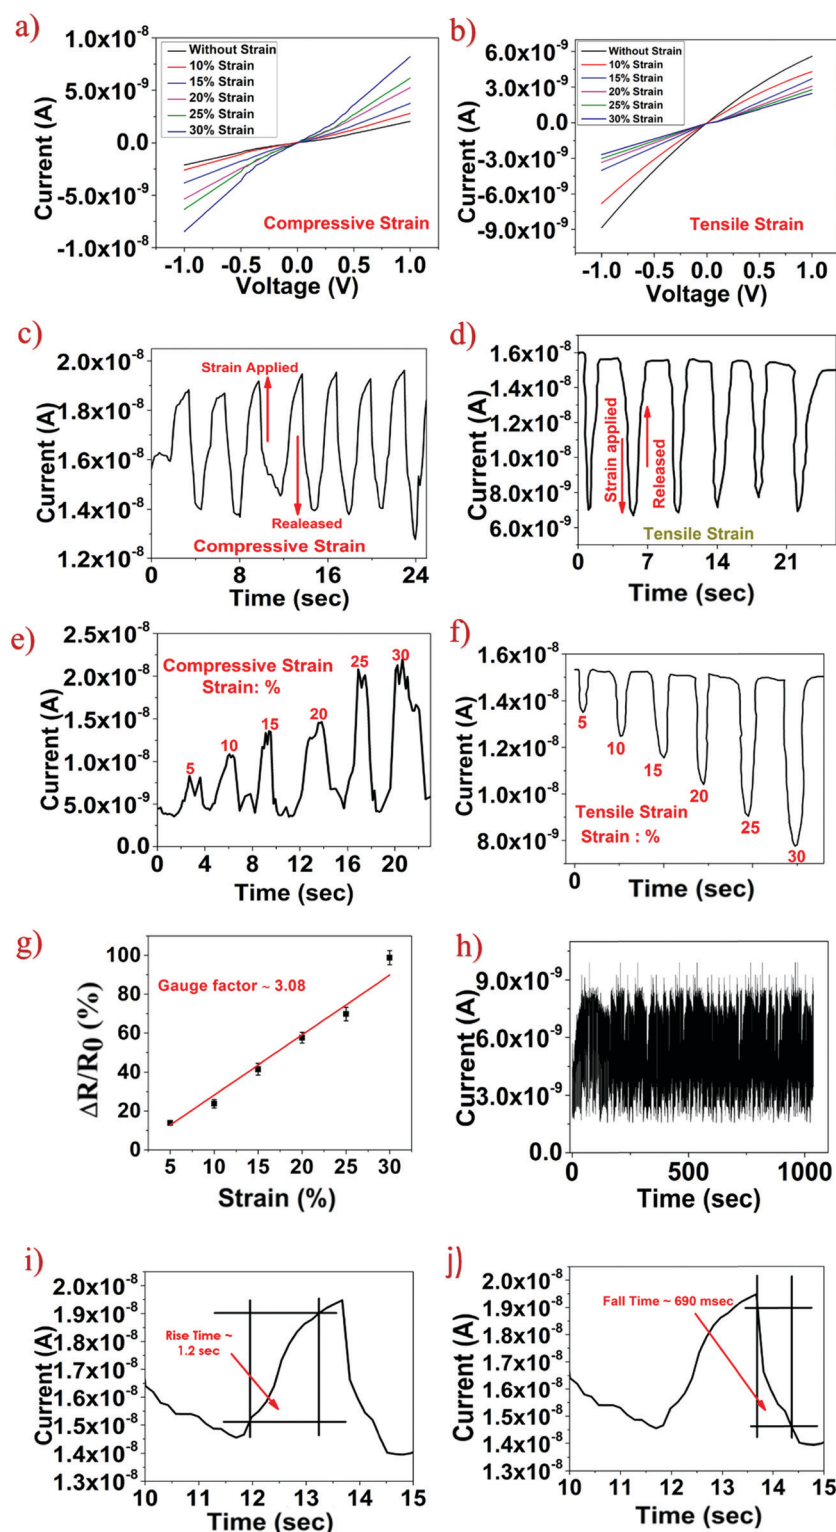 a)
1.0x10⁻⁸
5.0x10⁻⁹
0.0
-5.0x10⁻⁹
-1.0x10⁻⁸
Current (A)
Without Strain
10% Strain
15% Strain
20% Strain
25% Strain
30% Strain
Compressive Strain
-1.0 -0.5 0.0 0.5 1.0
Voltage (V)
b)
6.0x10⁻⁹
3.0x10⁻⁹
0.0
-3.0x10⁻⁹
-6.0x10⁻⁹
-9.0x10⁻⁹
Current (A)
Without Strain
10% Strain
15% Strain
20% Strain
25% Strain
30% Strain
Tensile Strain
-1.0 -0.5 0.0 0.5 1.0
Voltage (V)
c)
2.0x10⁻⁸
1.8x10⁻⁸
1.6x10⁻⁸
1.4x10⁻⁸
1.2x10⁻⁸
Current (A)
Strain Applied
Realeased
Compressive Strain
0 8 16 24
Time (sec)
d)
1.6x10⁻⁸
1.4x10⁻⁸
1.2x10⁻⁸
1.0x10⁻⁸
8.0x10⁻⁹
6.0x10⁻⁹
Current (A)
Strain applied
Released
Tensile Strain
0 7 14 21
Time (sec)
e)
2.5x10⁻⁸
2.0x10⁻⁸
1.5x10⁻⁸
1.0x10⁻⁸
5.0x10⁻⁹
0.0
Current (A)
Compressive Strain
Strain: %
5
10
15
20
25
30
0 4 8 12 16 20
Time (sec)
f)
1.6x10⁻⁸
1.4x10⁻⁸
1.2x10⁻⁸
1.0x10⁻⁸
8.0x10⁻⁹
Current (A)
5
10
15
20
25
30
Tensile Strain
Strain : %
0
Time (sec)
g)
100
80
60
40
20
0
ΔR/R0 (%)
Gauge factor ~ 3.08
5 10 15 20 25 30
Strain (%)
h)
9.0x10⁻⁹
6.0x10⁻⁹
3.0x10⁻⁹
0.0
Current (A)
0 500 1000
Time (sec)
i)
2.0x10⁻⁸
1.9x10⁻⁸
1.8x10⁻⁸
1.6x10⁻⁸
1.5x10⁻⁸
1.4x10⁻⁸
1.3x10⁻⁸
Current (A)
Rise Time ~
1.2 sec
10 11 12 13 14 15
Time (sec)
j)
2.0x10⁻⁸
1.9x10⁻⁸
1.8x10⁻⁸
1.6x10⁻⁸
1.5x10⁻⁸
1.4x10⁻⁸
1.3x10⁻⁸
Current (A)
Fall Time ~ 690 msec
10 11 12 13 14 15
Time (sec)